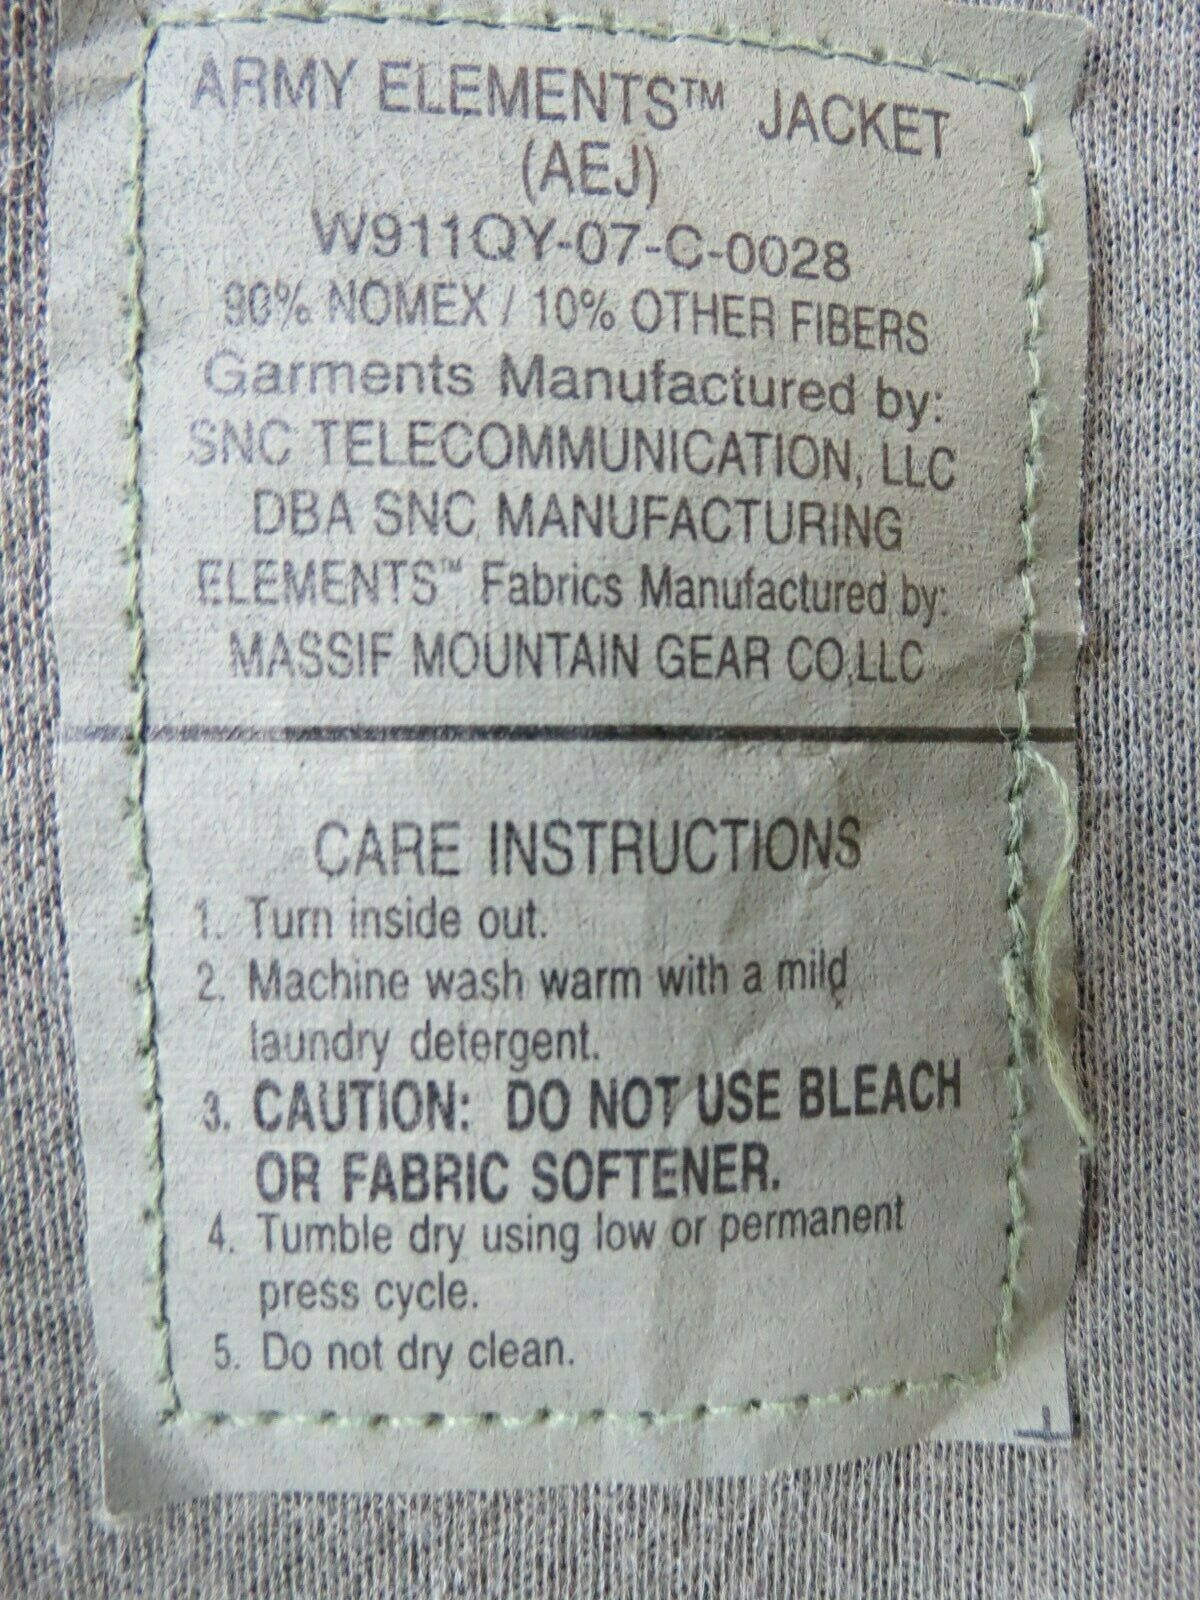 ARMY ELEMENTS™ JACKET
(AEJ)
W911QY-07-C-0028
90% NOMEX / 10% OTHER FIBERS
Garments Manufactured by:
SNC TELECOMMUNICATION, LLC
DBA SNC MANUFACTURING
ELEMENTS™ Fabrics Manufactured by:
MASSIF MOUNTAIN GEAR CO,LLC
CARE INSTRUCTIONS
1. Turn inside out.
2. Machine wash warm with a mild
laundry detergent.
3. CAUTION: DO NOT USE BLEACH
OR FABRIC SOFTENER.
4. Tumble dry using low or permanent
press cycle.
5. Do not dry clean.